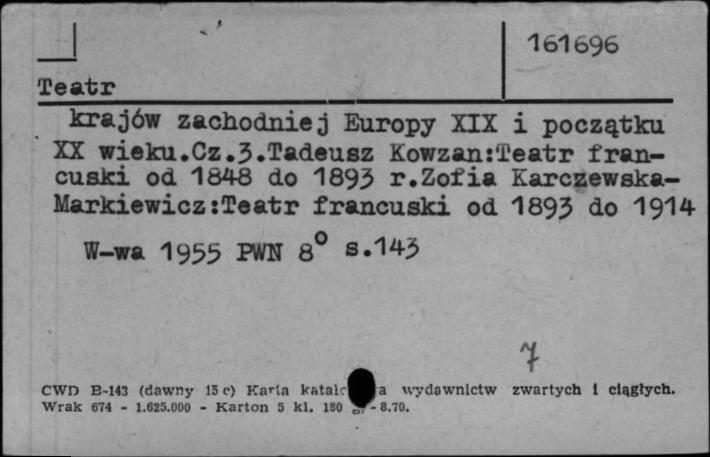 161696
Teatr
krajów zachodniej Europy XIX i początku
XX wieku.Cz.3.Tadeusz Kowzan:Teatr fran-
cuski od 1848 do 1893 r.Zofia Karczewska-
Markiewicz:Teatr francuski od 1893 do 1914
W-wa 1955 PWN 8° s.143
7
CWD B-143 (dawny 15 c) Karta wydawnictw zwartych i ciągłych.
Wrak 674 - 1.625.000 - Karton 5 kl. 180 - 8.70.